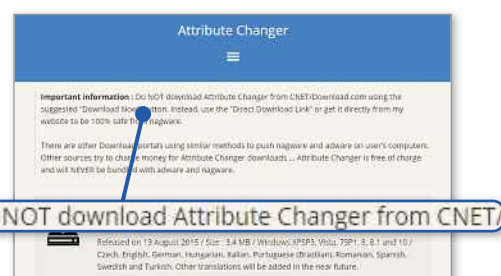 Attribute Changer
Important information : Do NOT download Attribute Changer from CNET/Download.com using the
suggested "Download Now" button. Instead, use the "Direct Download Link" or get it directly from my
website to be 100% safe from nagware.
There are other Download portals using similar methods to push nagware and adware on user's computers.
Other sources try to charge money for Attribute Changer downloads ... Attribute Changer is free of charge
and will NEVER be bundled with adware and nagware.
NOT download Attribute Changer from CNET/
Released on 13 August 2015 / Size : 3,4 MB / Windows XPSP3, Vista, 7SP1, 8, 8.1 and 10 /
Czech, English, German, Hungarian, Italian, Portuguese (Brazilian), Romanian, Spanish,
Swedish and Turkish. Other translations will be added in the near future.